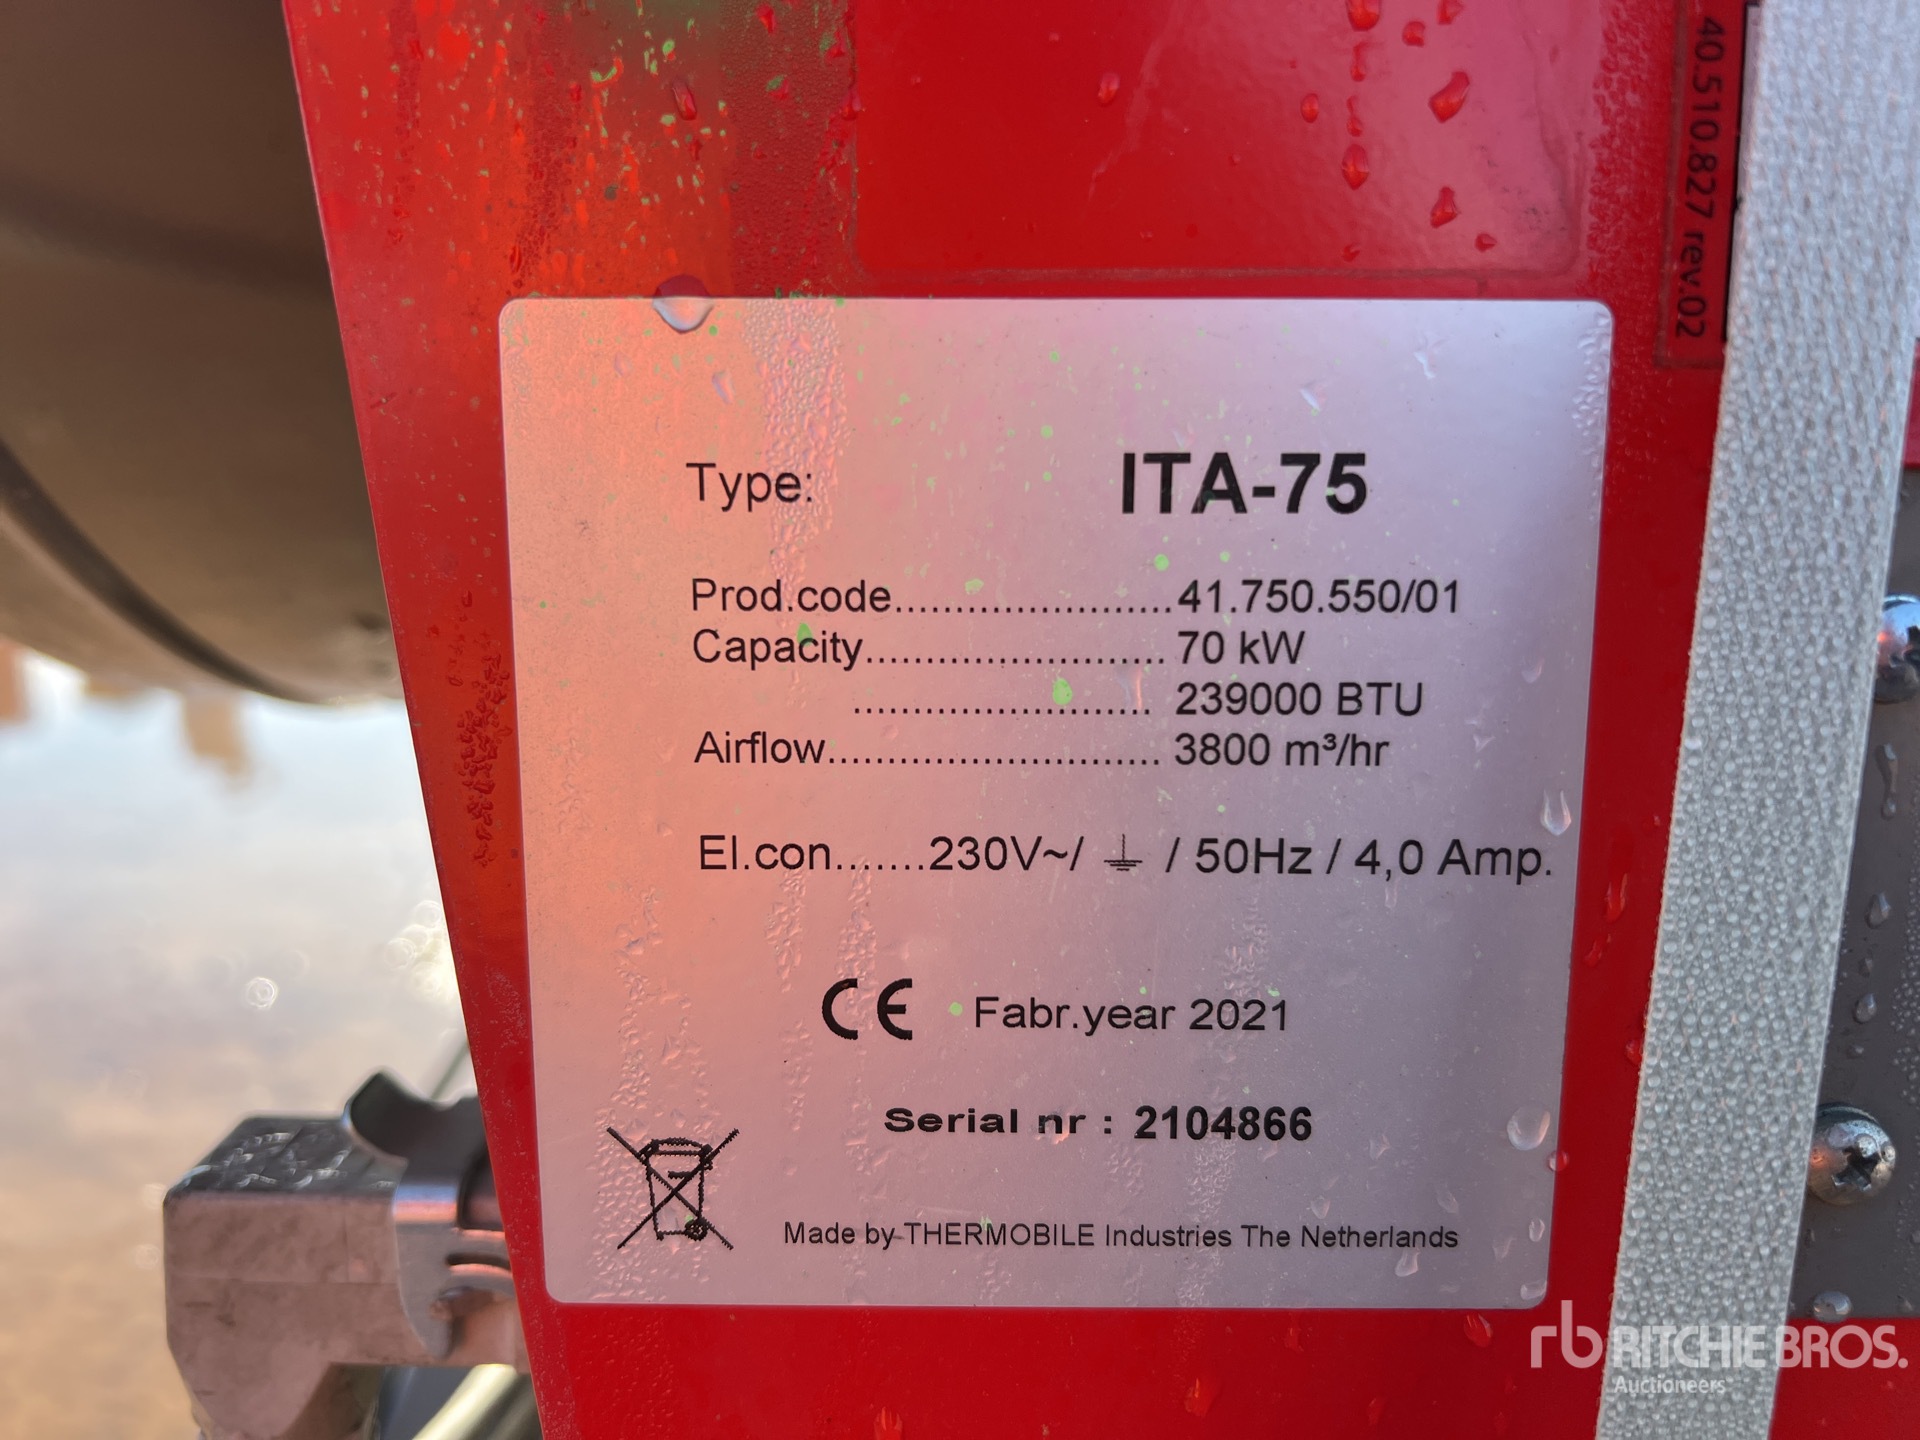 40.510.827 rev.02
Type: ITA-75
Prod.code.......................41.750.550/01
Capacity......................... 70 kW
......................... 239000 BTU
Airflow............................ 3800 m³/hr
El.con.......230V~/ ⏚ / 50Hz / 4,0 Amp.
CE Fabr.year 2021
Serial nr : 2104866
Made by THERMOBILE Industries The Netherlands
rb RITCHIE BROS.
Auctioneers